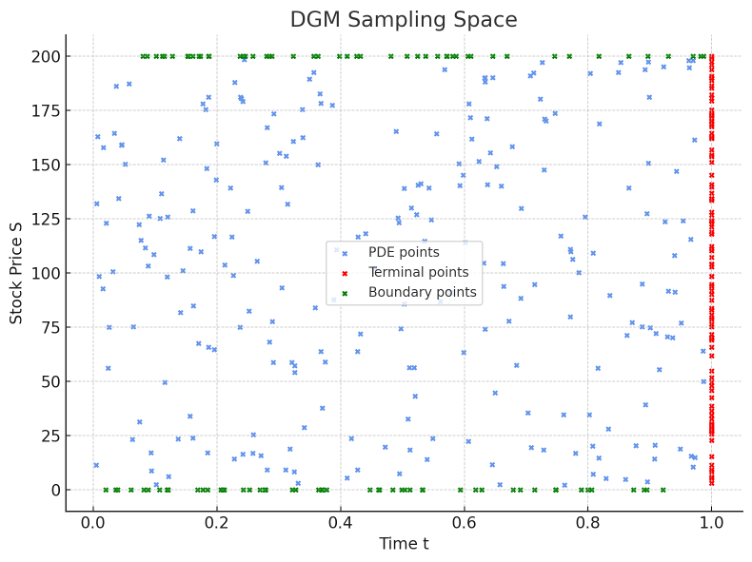 DGM Sampling Space
200
175
150
125
100
75
50
25
0
Stock Price S
PDE points
Terminal points
Boundary points
0.0 0.2 0.4 0.6 0.8 1.0
Time t